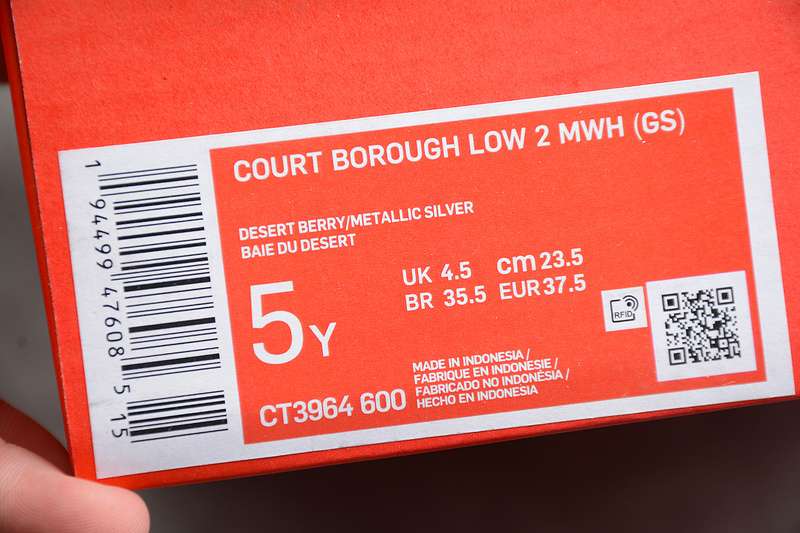 COURT BOROUGH LOW 2 MWH (GS)
DESERT BERRY/METALLIC SILVER
BAIE DU DESERT
5Y
UK 4.5 cm 23.5
BR 35.5 EUR 37.5
RFID
CT3964 600
MADE IN INDONESIA /
FABRIQUE EN INDONESIE /
FABRICADO NO INDONÉSIA /
HECHO EN INDONESIA
1 94499 47608 5 15